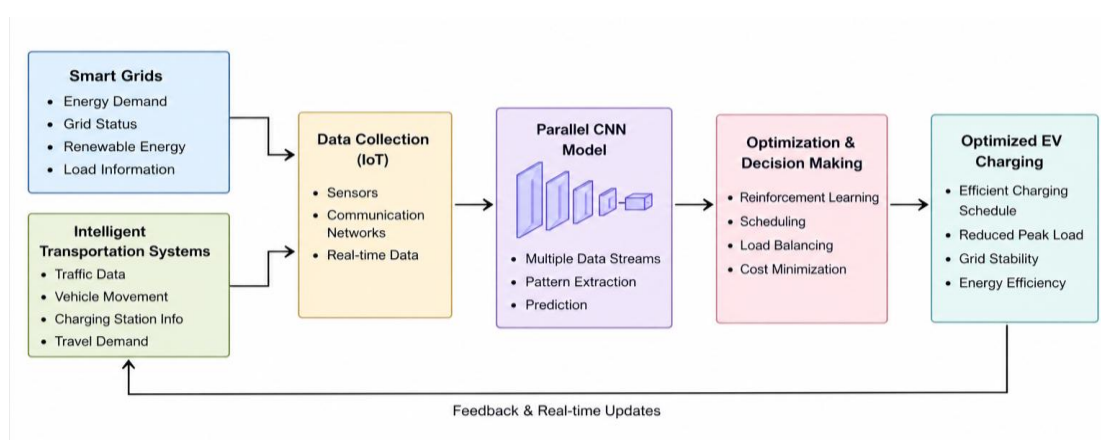 Smart Grids
• Energy Demand
• Grid Status
• Renewable Energy
• Load Information
Intelligent
Transportation Systems
• Traffic Data
• Vehicle Movement
• Charging Station Info
• Travel Demand
Data Collection
(IoT)
• Sensors
• Communication
Networks
• Real-time Data
Parallel CNN
Model
• Multiple Data Streams
• Pattern Extraction
• Prediction
Optimization &
Decision Making
• Reinforcement Learning
• Scheduling
• Load Balancing
• Cost Minimization
Optimized EV
Charging
• Efficient Charging
Schedule
• Reduced Peak Load
• Grid Stability
• Energy Efficiency
Feedback & Real-time Updates